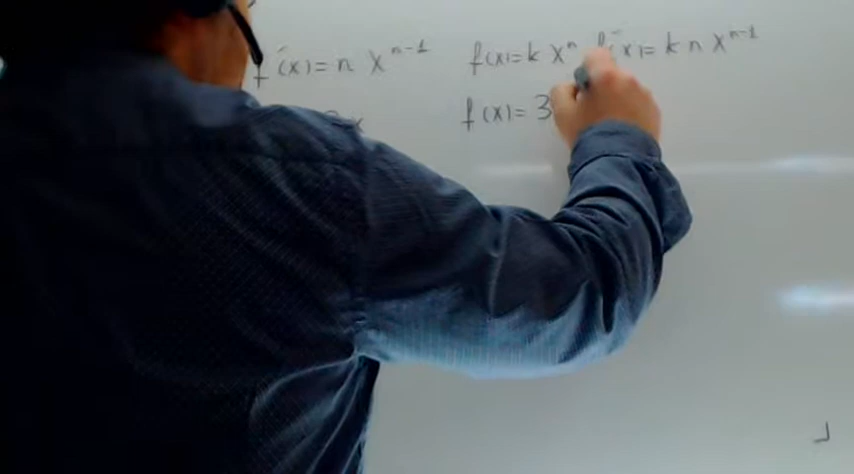 f'(x) = n x^{n-1}   f(x) = k x^n   f'(x) = k n x^{n-1}
x   f(x) = 3